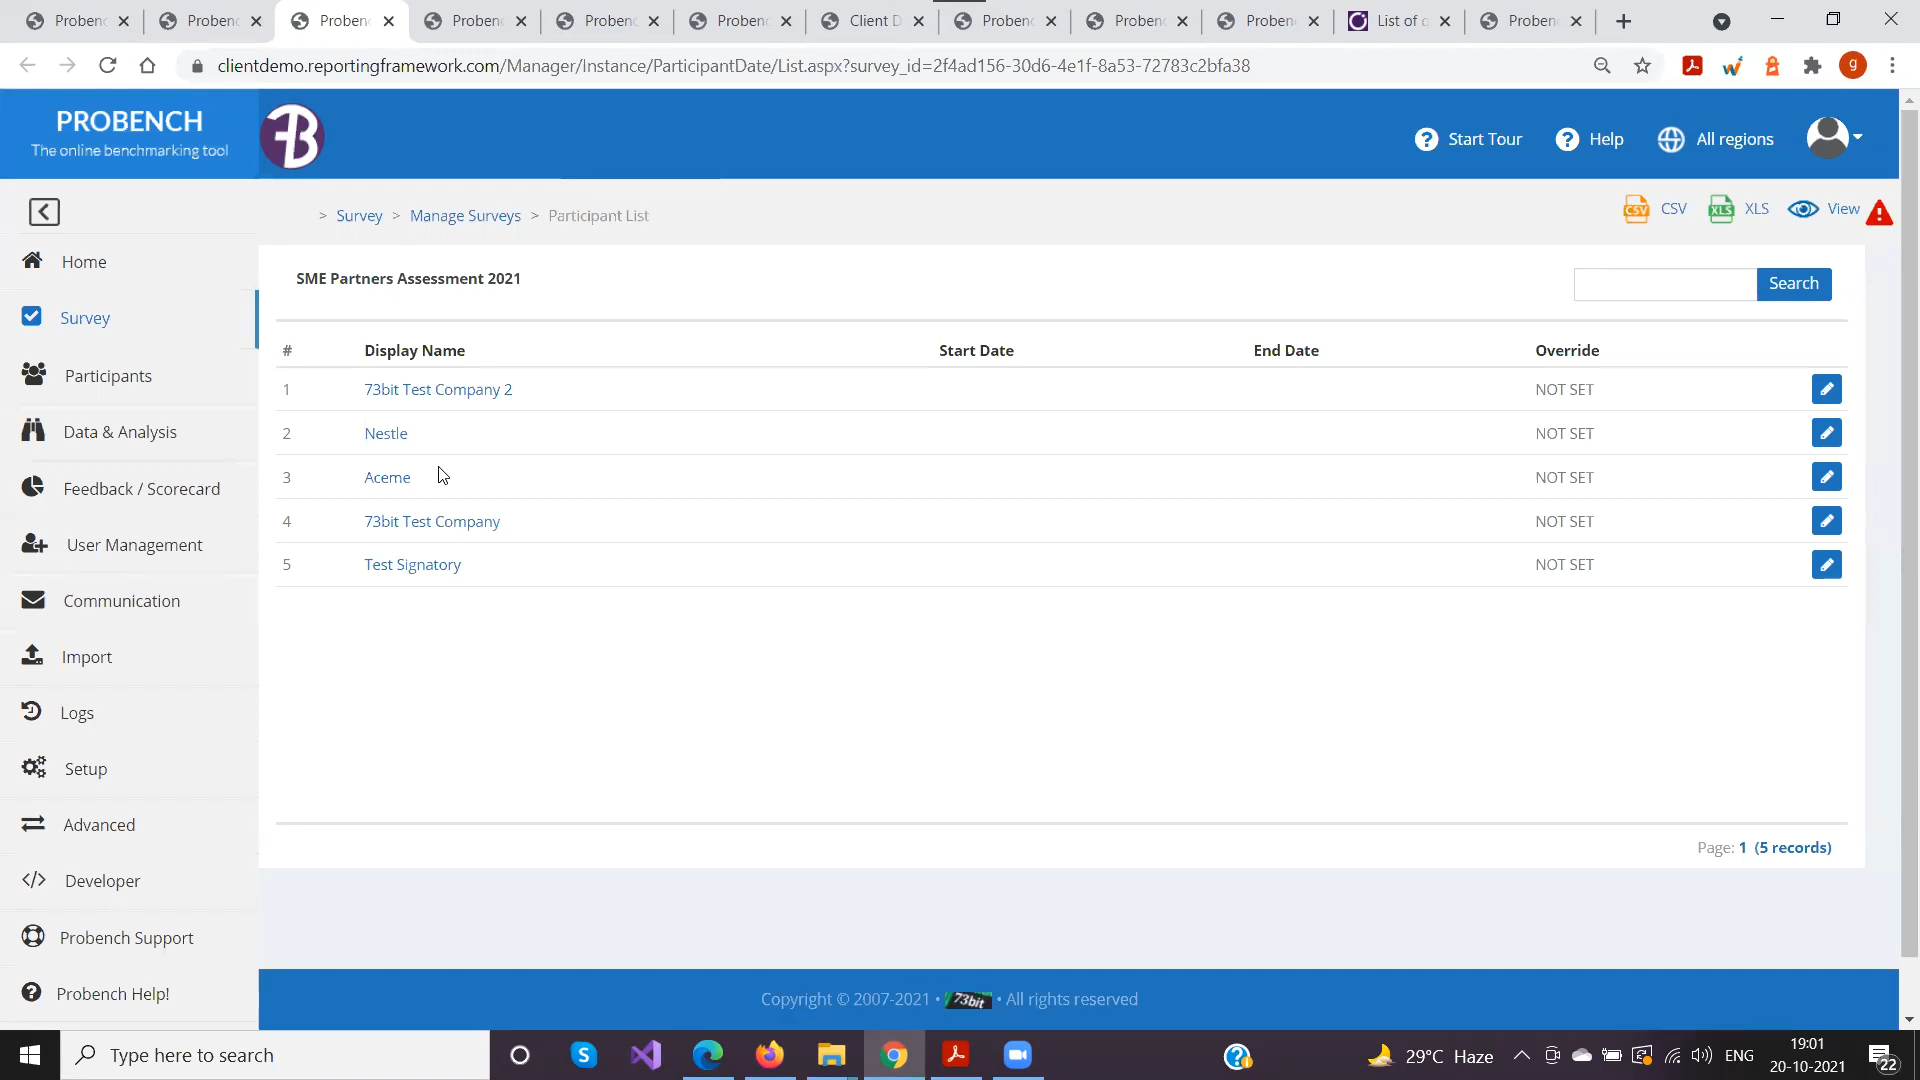 Proben Proben Proben Proben Proben Proben Client D Proben Proben Proben List of Proben
clientdemo.reportingframework.com/Manager/Instance/ParticipantDate/List.aspx?survey_id=2f4ad156-30d6-4e1f-8a53-72783c2bfa38
g
PROBENCH
The online benchmarking tool
Start Tour Help All regions
> Survey > Manage Surveys > Participant List
CSV CSV XLS XLS View
Home
Survey
Participants
Data & Analysis
Feedback / Scorecard
User Management
Communication
Import
Logs
Setup
Advanced
Developer
Probench Support
Probench Help!
SME Partners Assessment 2021
Search
# Display Name Start Date End Date Override
1 73bit Test Company 2 NOT SET
2 Nestle NOT SET
3 Aceme NOT SET
4 73bit Test Company NOT SET
5 Test Signatory NOT SET
Page: 1 (5 records)
Copyright © 2007-2021 • 73bit • All rights reserved
Type here to search
29°C Haze
ENG
19:01
20-10-2021
22